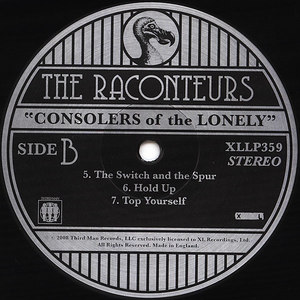 THE RACONTEURS
"CONSOLERS of the LONELY"
SIDE B
XLLP359
STEREO
5. The Switch and the Spur
6. Hold Up
7. Top Yourself
© 2008 Third Man Records, LLC exclusively licensed to XL Recordings, Ltd.
All Rights Reserved. Made in England.